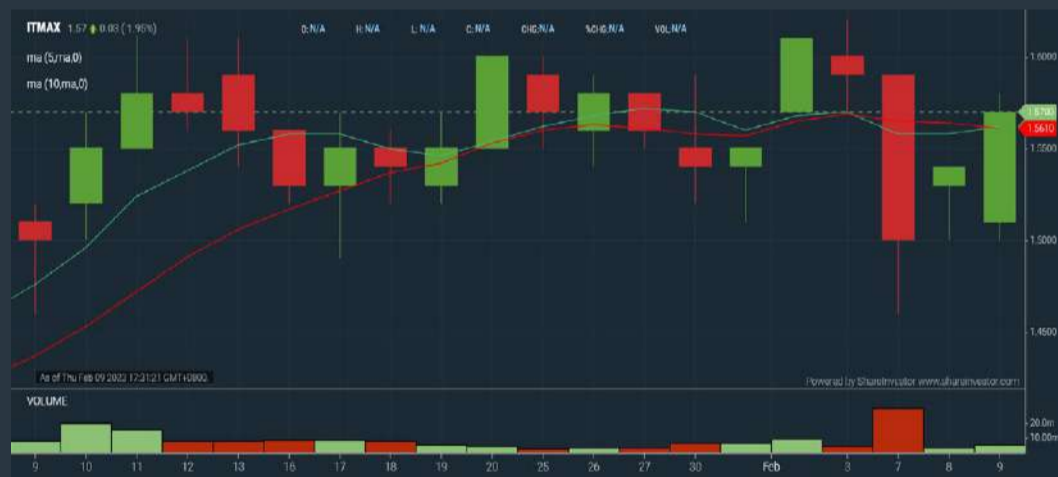 ITMAX 1.57 0.03 (1.95%) O:N/A H:N/A L:N/A C:N/A CHG:N/A %CHG:N/A VOL:N/A
ma (5,ma,0)
ma (10,ma,0)
1.6000
1.5700
1.5610
1.5500
1.5000
1.4500
As of Thu Feb 09 2023 17:31:21 GMT+0800
Powered by ShareInvestor www.shareinvestor.com
VOLUME
20.0m
10.00m
9 10 11 12 13 16 17 18 19 20 25 26 27 30 Feb 3 7 8 9